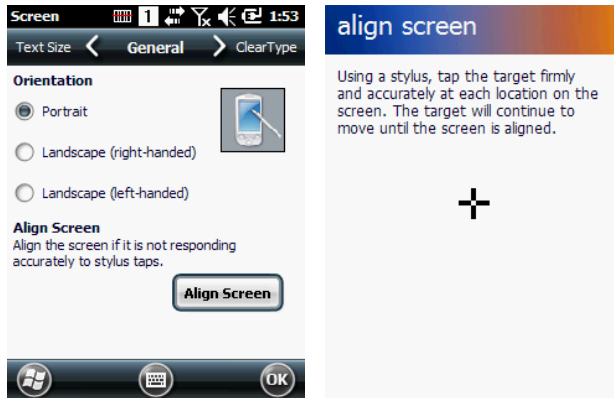 Screen 1 1:53
Text Size General ClearType
Orientation
Portrait
Landscape (right-handed)
Landscape (left-handed)
Align Screen
Align the screen if it is not responding
accurately to stylus taps.
Align Screen
OK
align screen
Using a stylus, tap the target firmly
and accurately at each location on the
screen. The target will continue to
move until the screen is aligned.